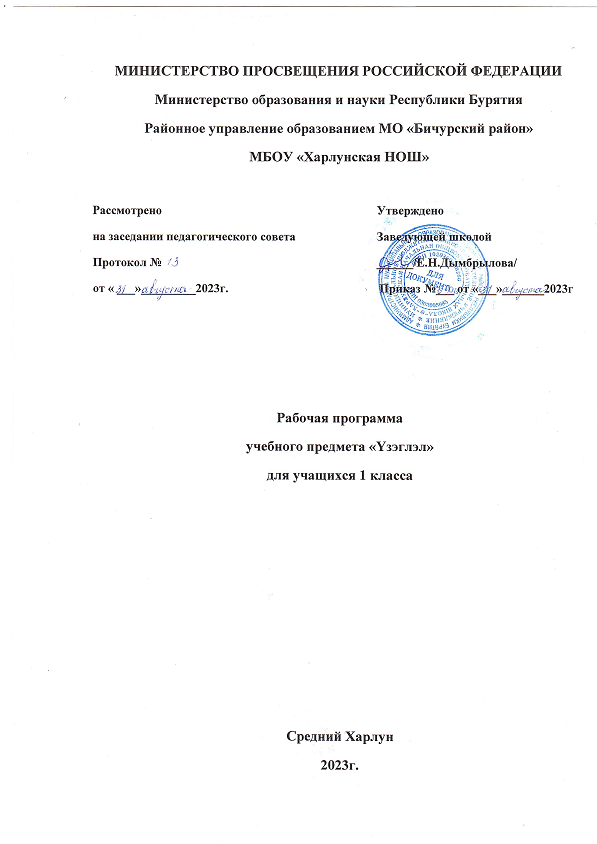 МИНИСТЕРСТВО ПРОСВЕЩЕНИЯ РОССИЙСКОЙ ФЕДЕРАЦИИ
Министерство образования и науки Республики Бурятия
Районное управление образованием МО «Бичурский район»
МБОУ «Харлунская НОШ»
Рассмотрено
на заседании педагогического совета
Протокол № 13
от «31» августа 2023г.
Утверждено
Заведующей школой
/Е.Н.Дымбрылова/
Приказ № от «31» августа 2023г
ДЛЯ
ДОКУМЕНТОВ
Рабочая программа
учебного предмета «Үзэглэл»
для учащихся 1 класса
Средний Харлун
2023г.